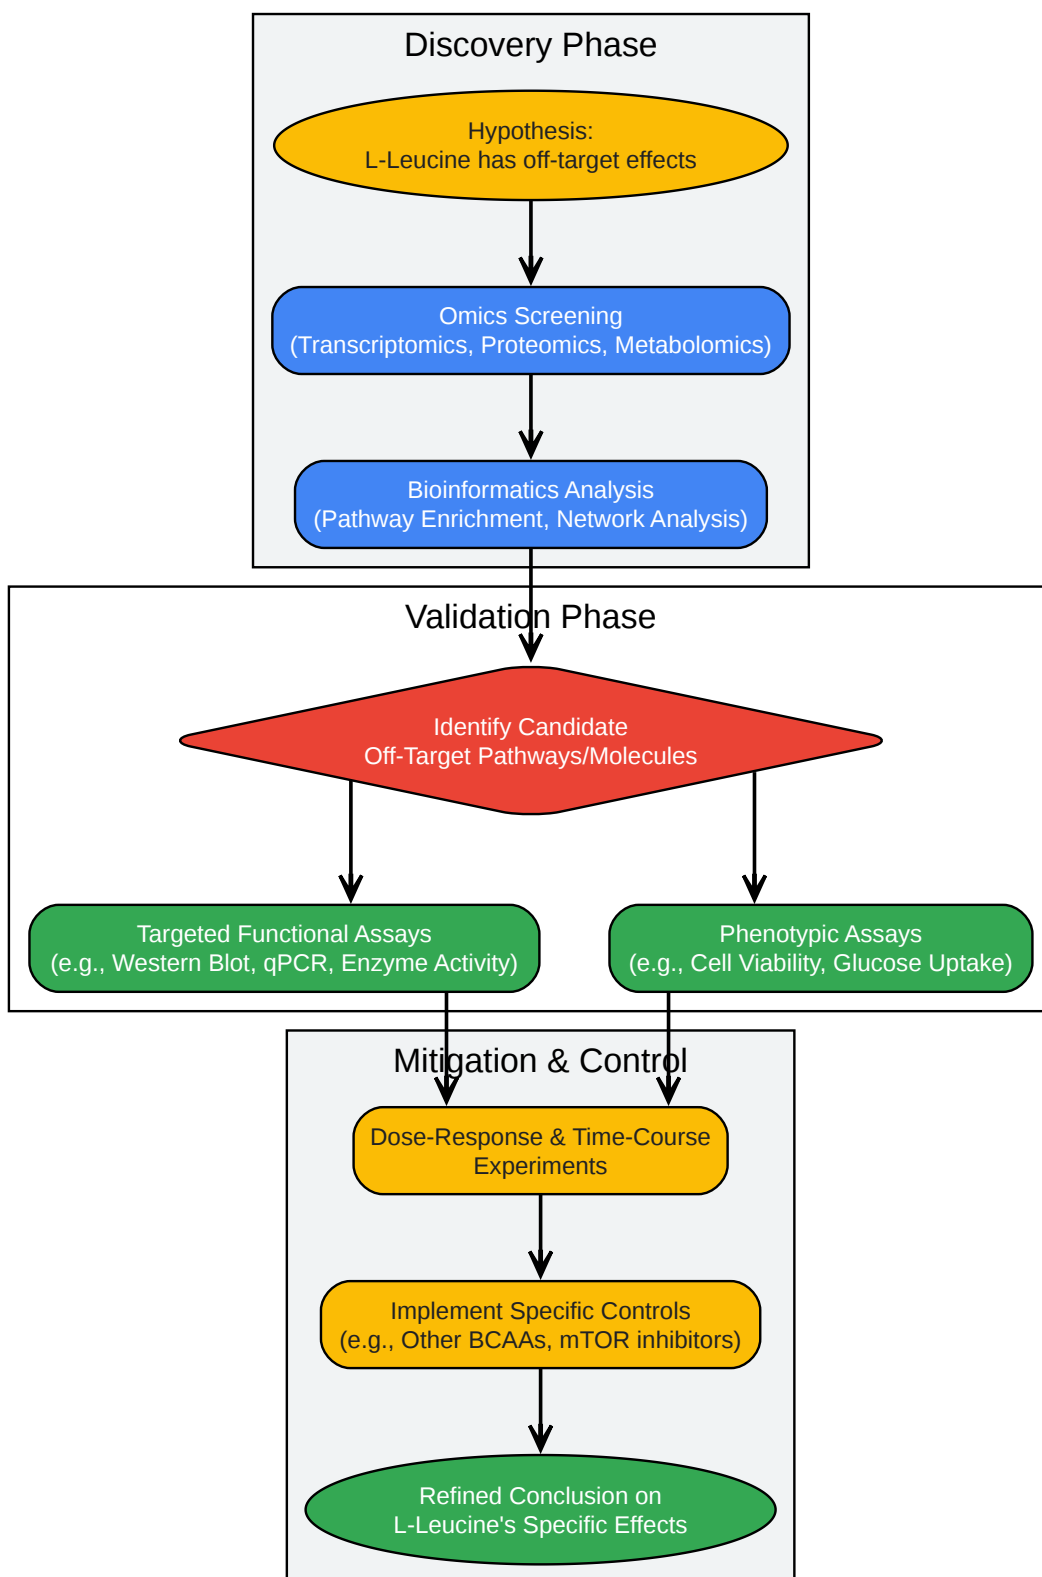 Discovery Phase
Hypothesis:
L-Leucine has off-target effects
Omics Screening
(Transcriptomics, Proteomics, Metabolomics)
Bioinformatics Analysis
(Pathway Enrichment, Network Analysis)
Validation Phase
Identify Candidate
Off-Target Pathways/Molecules
Targeted Functional Assays
(e.g., Western Blot, qPCR, Enzyme Activity)
Phenotypic Assays
(e.g., Cell Viability, Glucose Uptake)
Mitigation & Control
Dose-Response & Time-Course
Experiments
Implement Specific Controls
(e.g., Other BCAAs, mTOR inhibitors)
Refined Conclusion on
L-Leucine's Specific Effects